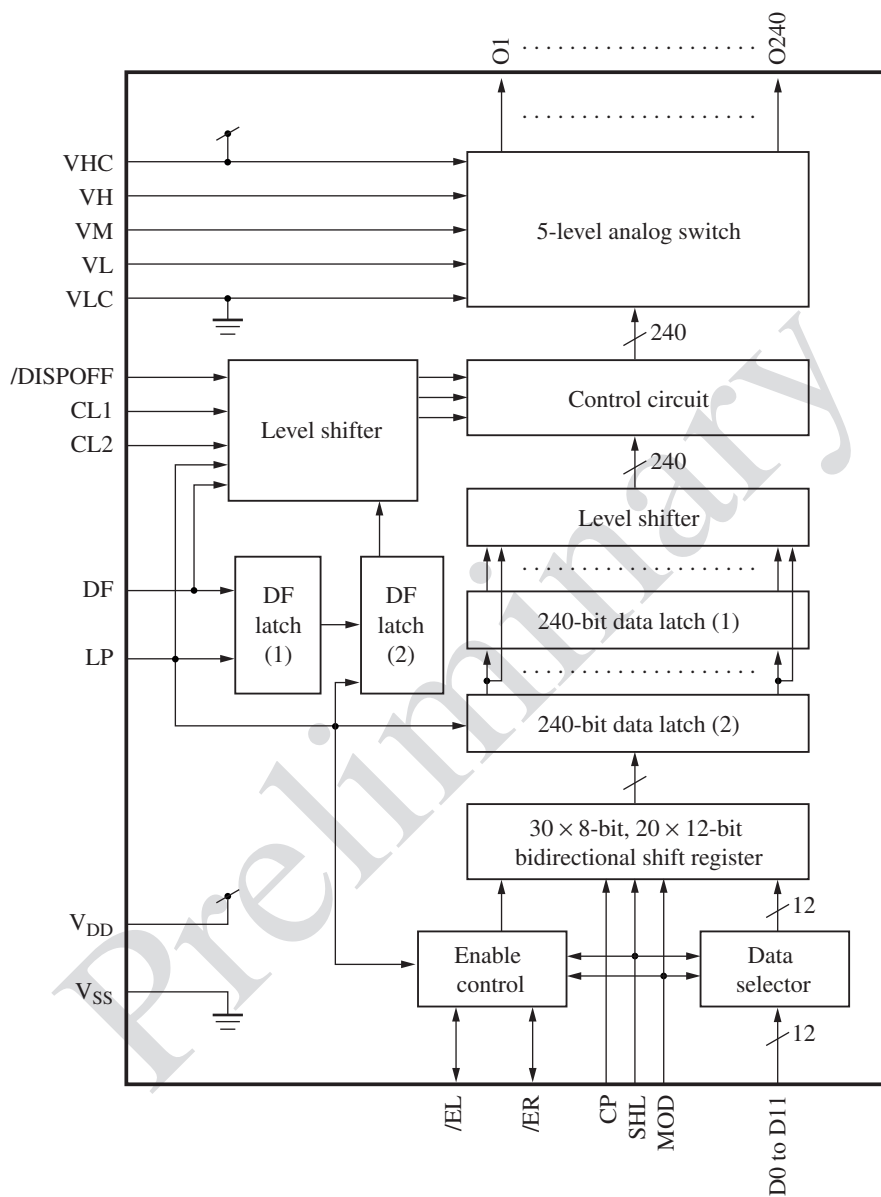 O1 ........................ O240
........................
VHC
VH
VM
VL
VLC
5-level analog switch
240
/DISPOFF
CL1
CL2
Level shifter
Control circuit
240
Level shifter
........................
DF
LP
DF
latch
(1)
DF
latch
(2)
240-bit data latch (1)
........................
240-bit data latch (2)
30 × 8-bit, 20 × 12-bit
bidirectional shift register
12
VDD
VSS
Enable
control
Data
selector
12
/EL
/ER
CP
SHL
MOD
D0 to D11
Preliminary